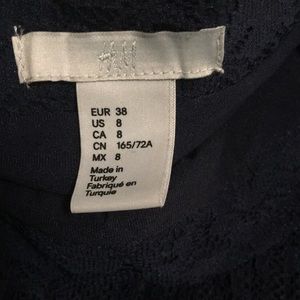 H&M
EUR 38
US 8
CA 8
CN 165/72A
MX 8
Made in
Turkey
Fabriqué en
Turquie